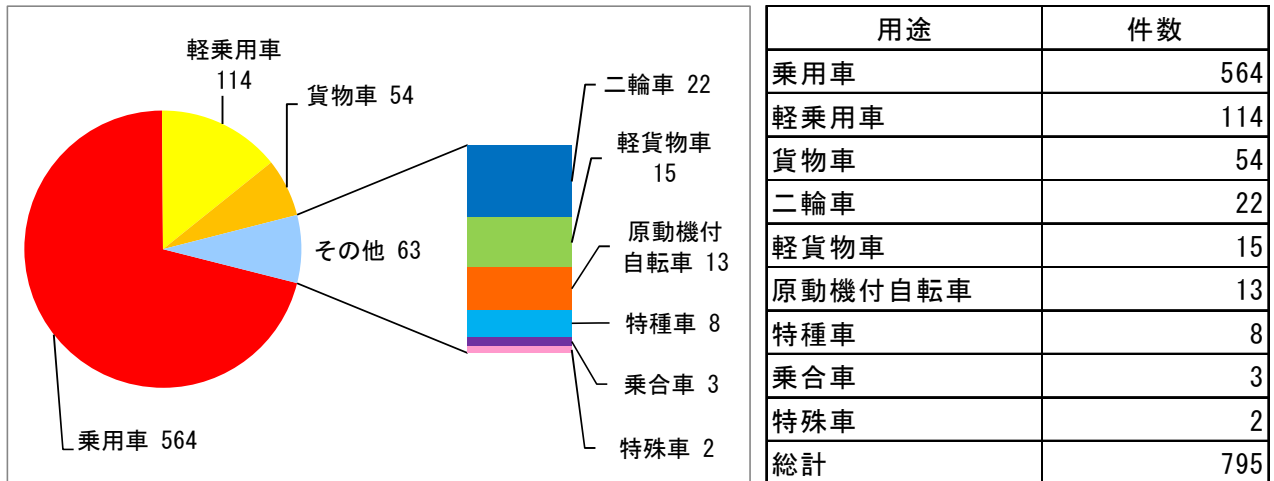 軽乗用車
114
貨物車 54
その他 63
乗用車 564
二輪車 22
軽貨物車
15
原動機付
自転車 13
特種車 8
乗合車 3
特殊車 2
用途 件数
乗用車 564
軽乗用車 114
貨物車 54
二輪車 22
軽貨物車 15
原動機付自転車 13
特種車 8
乗合車 3
特殊車 2
総計 795